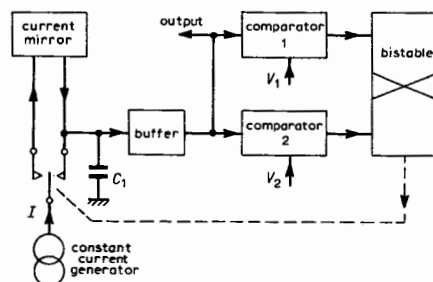 output
current
mirror
comparator
1
bistable
V1
buffer
comparator
2
C1
V2
I
constant
current
generator